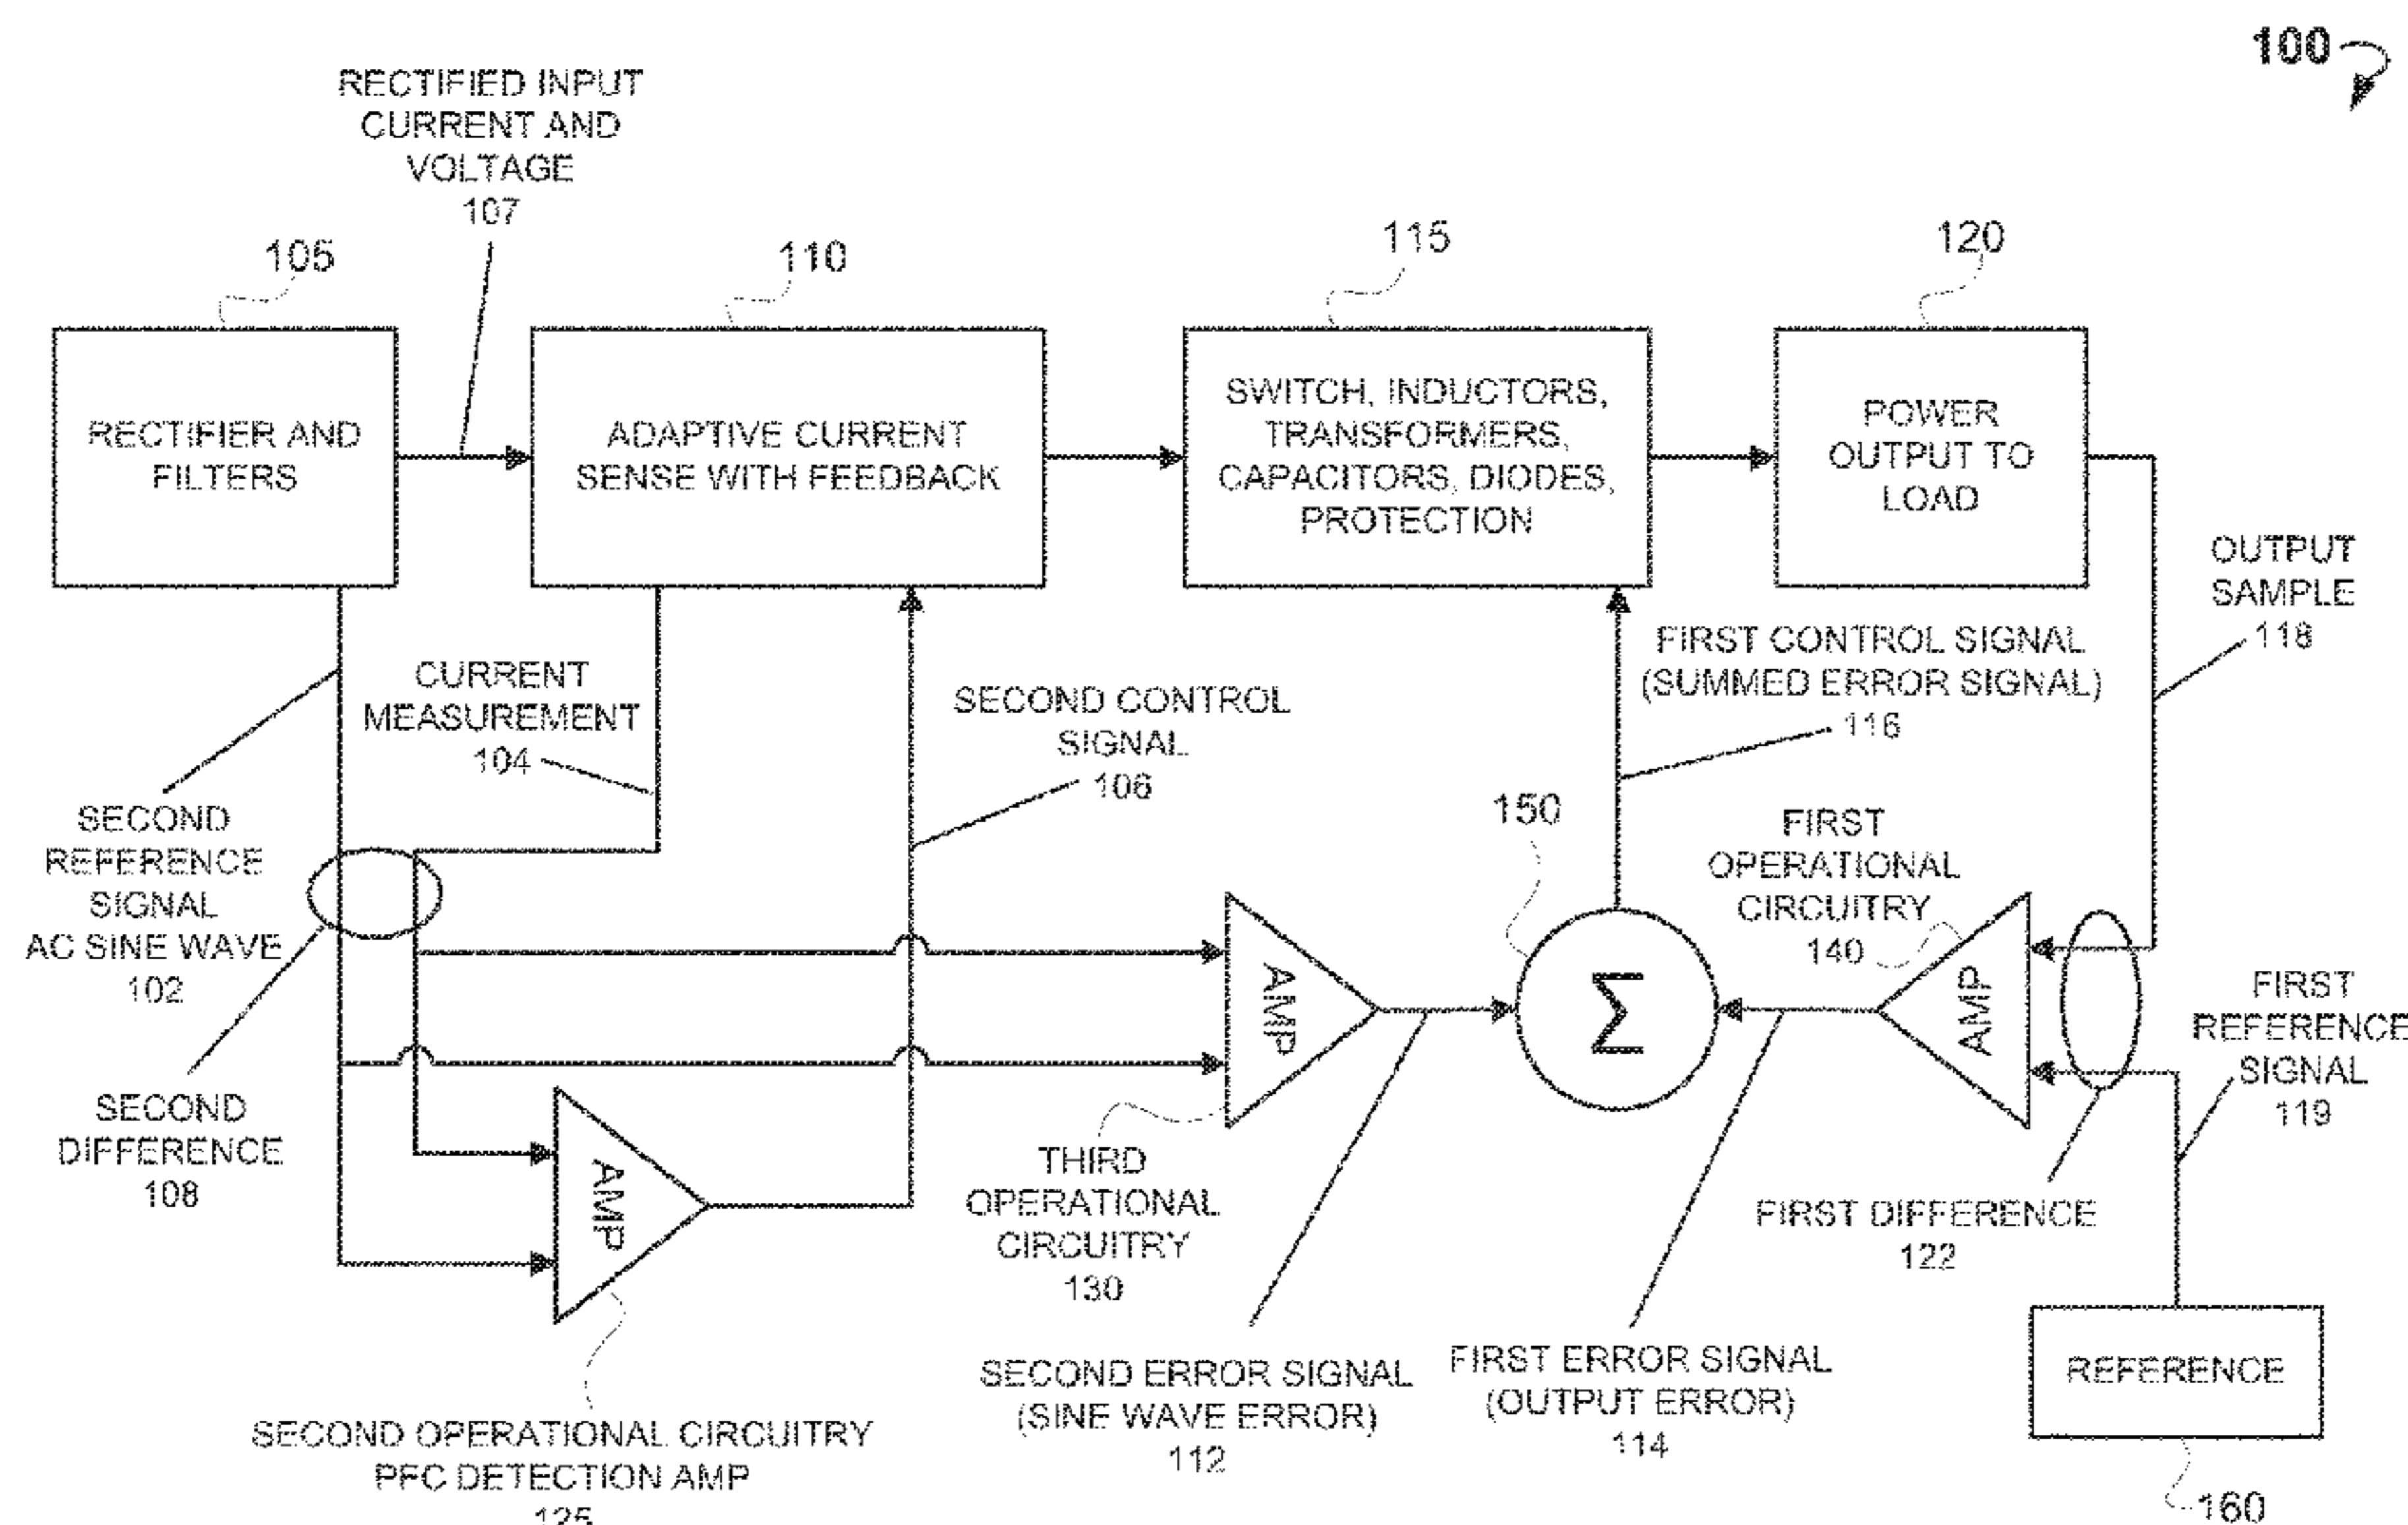 100
RECTIFIED INPUT
CURRENT AND
VOLTAGE
107
105
110
115
120
RECTIFIER AND
FILTERS
ADAPTIVE CURRENT
SENSE WITH FEEDBACK
SWITCH, INDUCTORS,
TRANSFORMERS,
CAPACITORS, DIODES,
PROTECTION
POWER
OUTPUT TO
LOAD
OUTPUT
SAMPLE
118
FIRST CONTROL SIGNAL
(SUMMED ERROR SIGNAL)
116
CURRENT
MEASUREMENT
104
SECOND CONTROL
SIGNAL
106
SECOND
REFERENCE
SIGNAL
AC SINE WAVE
102
150
FIRST
OPERATIONAL
CIRCUITRY
140
AMP
Σ
AMP
FIRST
REFERENCE
SIGNAL
119
SECOND
DIFFERENCE
108
AMP
THIRD
OPERATIONAL
CIRCUITRY
130
FIRST DIFFERENCE
122
SECOND ERROR SIGNAL
(SINE WAVE ERROR)
112
FIRST ERROR SIGNAL
(OUTPUT ERROR)
114
REFERENCE
SECOND OPERATIONAL CIRCUITRY
PFC DETECTION AMP
125
160